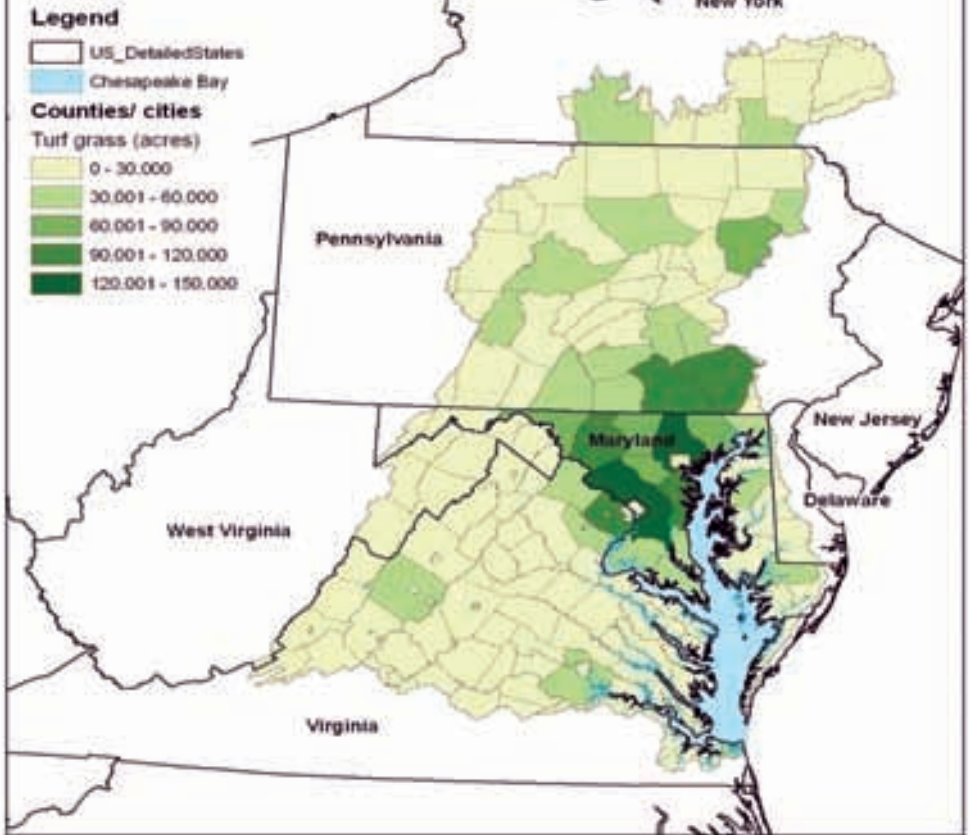 Legend
US_DetailedStates
Chesapeake Bay
Counties/ cities
Turf grass (acres)
0 - 30.000
30,001 - 60,000
60.001 - 90.000
90.001 - 120.000
120.001 - 150.000
New York
Pennsylvania
New Jersey
Maryland
Delaware
West Virginia
Virginia